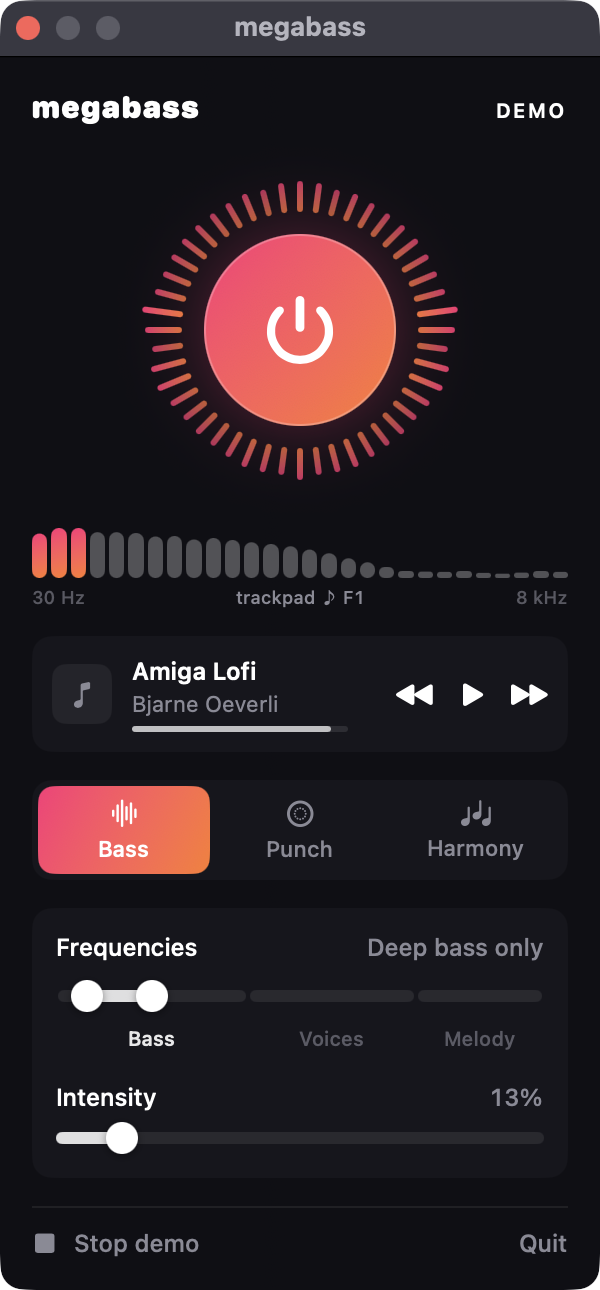 megabass
megabass DEMO
30 Hz trackpad ♪ F1 8 kHz
Amiga Lofi
Bjarne Oeverli
Bass Punch Harmony
Frequencies Deep bass only
Bass Voices Melody
Intensity 13%
Stop demo Quit